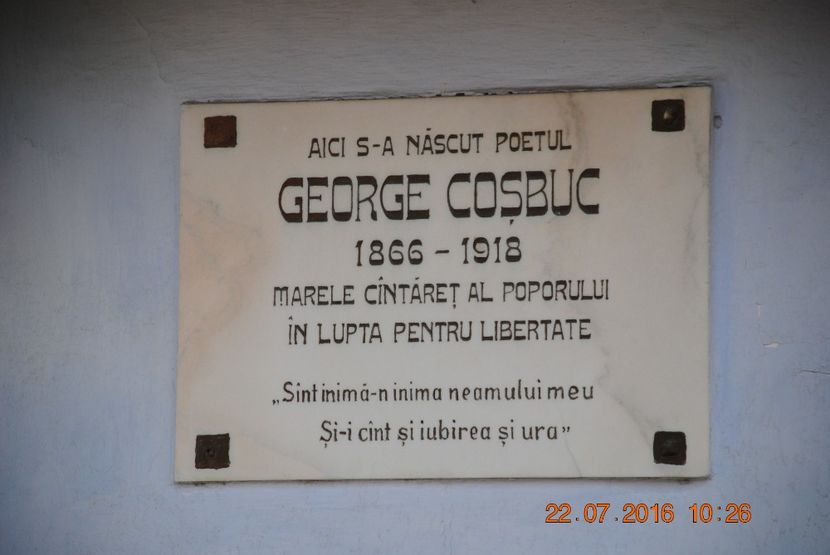 AICI S-A NĂSCUT POETUL
GEORGE COȘBUC
1866 – 1918
MARELE CÎNTĂREȚ AL POPORULUI
ÎN LUPTA PENTRU LIBERTATE
„Sînt inimă-n inima neamului meu
Și-i cînt și iubirea și ura”
22.07.2016 10:26